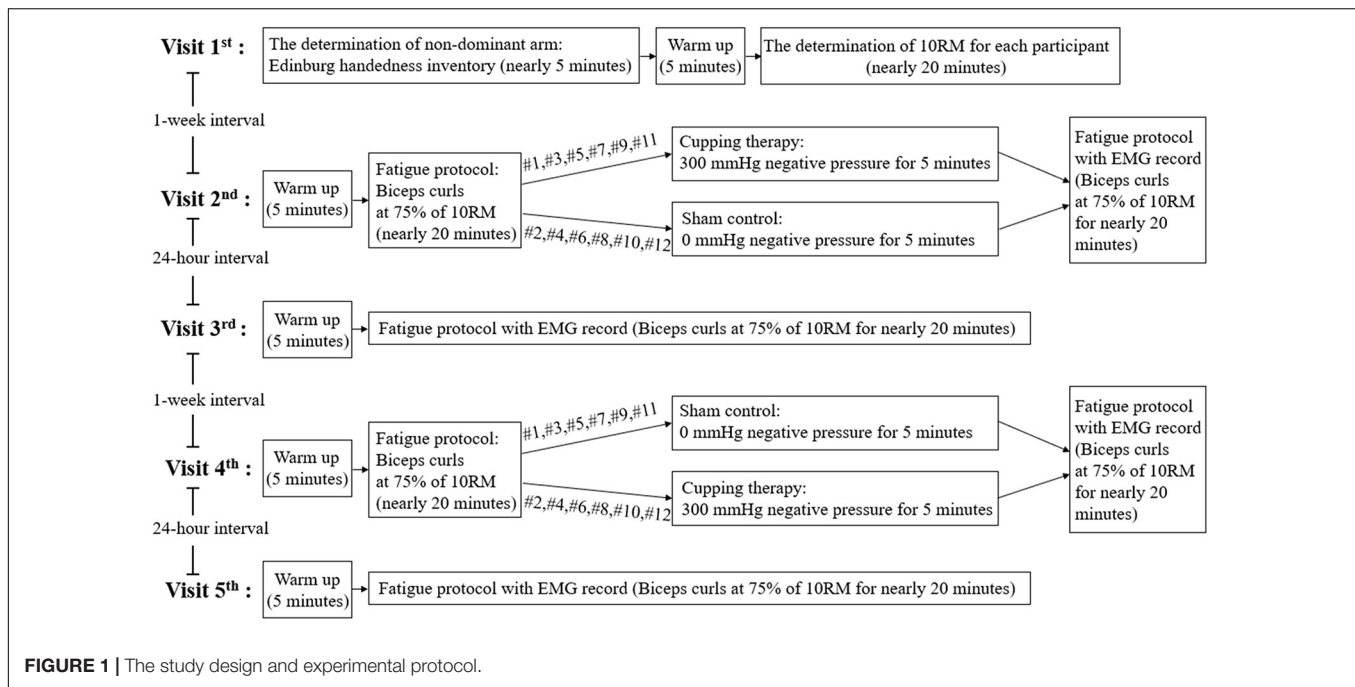 Visit 1st :
The determination of non-dominant arm:
Edinburg handedness inventory (nearly 5 minutes)
Warm up
(5 minutes)
The determination of 10RM for each participant
(nearly 20 minutes)
1-week interval
Visit 2nd :
Warm up
(5 minutes)
Fatigue protocol:
Biceps curls
at 75% of 10RM
(nearly 20 minutes)
#1,#3,#5,#7,#9,#11
Cupping therapy:
300 mmHg negative pressure for 5 minutes
#2,#4,#6,#8,#10,#12
Sham control:
0 mmHg negative pressure for 5 minutes
Fatigue protocol
with EMG record
(Biceps curls
at 75% of 10RM
for nearly 20
minutes)
24-hour interval
Visit 3rd :
Warm up
(5 minutes)
Fatigue protocol with EMG record (Biceps curls at 75% of 10RM for nearly 20 minutes)
1-week interval
Visit 4th :
Warm up
(5 minutes)
Fatigue protocol:
Biceps curls
at 75% of 10RM
(nearly 20 minutes)
#1,#3,#5,#7,#9,#11
Sham control:
0 mmHg negative pressure for 5 minutes
#2,#4,#6,#8,#10,#12
Cupping therapy:
300 mmHg negative pressure for 5 minutes
Fatigue protocol
with EMG record
(Biceps curls
at 75% of 10RM
for nearly 20
minutes)
24-hour interval
Visit 5th :
Warm up
(5 minutes)
Fatigue protocol with EMG record (Biceps curls at 75% of 10RM for nearly 20 minutes)
FIGURE 1 | The study design and experimental protocol.